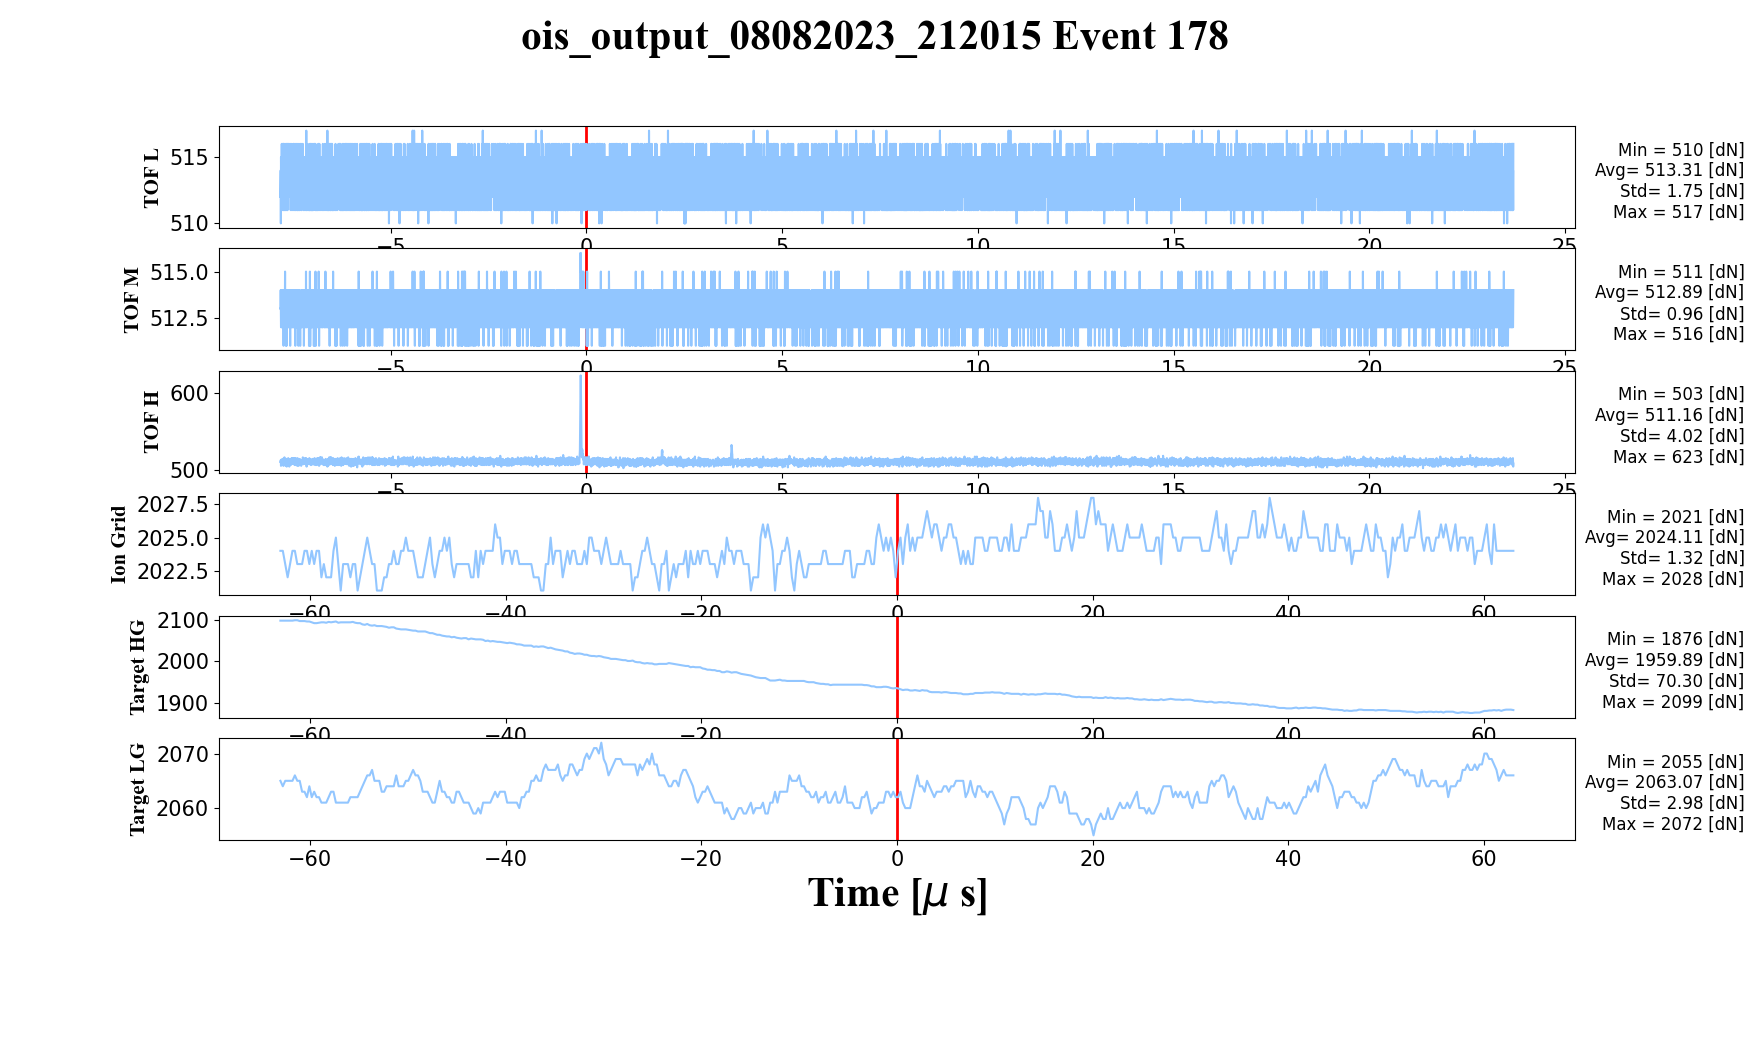 ois_output_08082023_212015 Event 178
TOF L
515
510
−5 0 5 10 15 20 25
Min = 510 [dN]
Avg= 513.31 [dN]
Std= 1.75 [dN]
Max = 517 [dN]
TOF M
515.0
512.5
−5 0 5 10 15 20 25
Min = 511 [dN]
Avg= 512.89 [dN]
Std= 0.96 [dN]
Max = 516 [dN]
TOF H
600
500
−5 0 5 10 15 20 25
Min = 503 [dN]
Avg= 511.16 [dN]
Std= 4.02 [dN]
Max = 623 [dN]
Ion Grid
2027.5
2025.0
2022.5
−60 −40 −20 0 20 40 60
Min = 2021 [dN]
Avg= 2024.11 [dN]
Std= 1.32 [dN]
Max = 2028 [dN]
Target HG
2100
2000
1900
−60 −40 −20 0 20 40 60
Min = 1876 [dN]
Avg= 1959.89 [dN]
Std= 70.30 [dN]
Max = 2099 [dN]
Target LG
2070
2060
−60 −40 −20 0 20 40 60
Min = 2055 [dN]
Avg= 2063.07 [dN]
Std= 2.98 [dN]
Max = 2072 [dN]
Time [μ s]